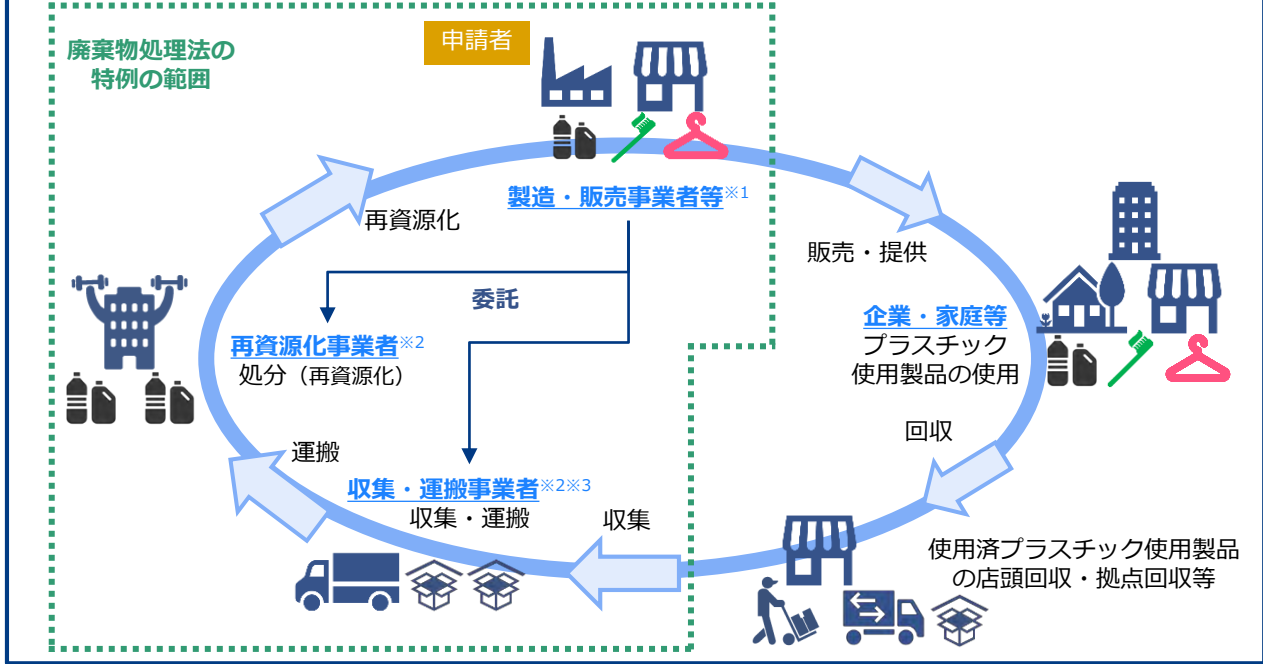 廃棄物処理法の
特例の範囲
申請者
製造・販売事業者等※1
再資源化
販売・提供
委託
企業・家庭等
プラスチック
使用製品の使用
再資源化事業者※2
処分（再資源化）
回収
運搬
収集・運搬事業者※2※3
収集・運搬
収集
使用済プラスチック使用製品
の店頭回収・拠点回収等